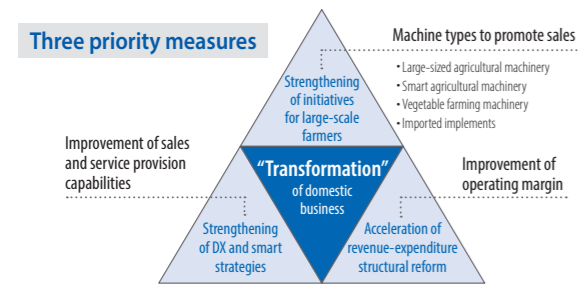 Three priority measures
Machine types to promote sales
• Large-sized agricultural machinery
• Smart agricultural machinery
• Vegetable farming machinery
• Imported implements
Strengthening
of initiatives
for large-scale
farmers
Improvement of sales
and service provision
capabilities
“Transformation”
of domestic
business
Improvement of
operating margin
Strengthening
of DX and smart
strategies
Acceleration of
revenue-expenditure
structural reform